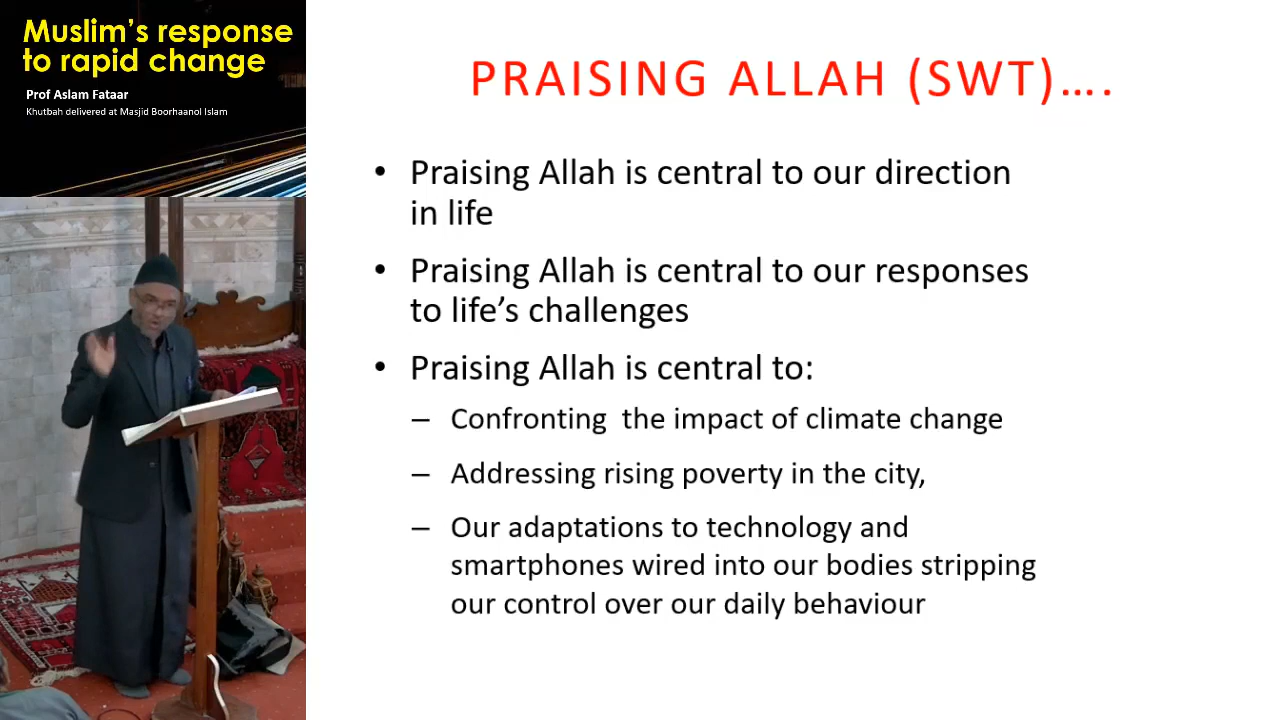 Muslim's response
to rapid change
Prof Aslam Fataar
Khutbah delivered at Masjid Boorhaanol Islam
PRAISING ALLAH (SWT)….
• Praising Allah is central to our direction
in life
• Praising Allah is central to our responses
to life's challenges
• Praising Allah is central to:
– Confronting  the impact of climate change
– Addressing rising poverty in the city,
– Our adaptations to technology and
smartphones wired into our bodies stripping
our control over our daily behaviour